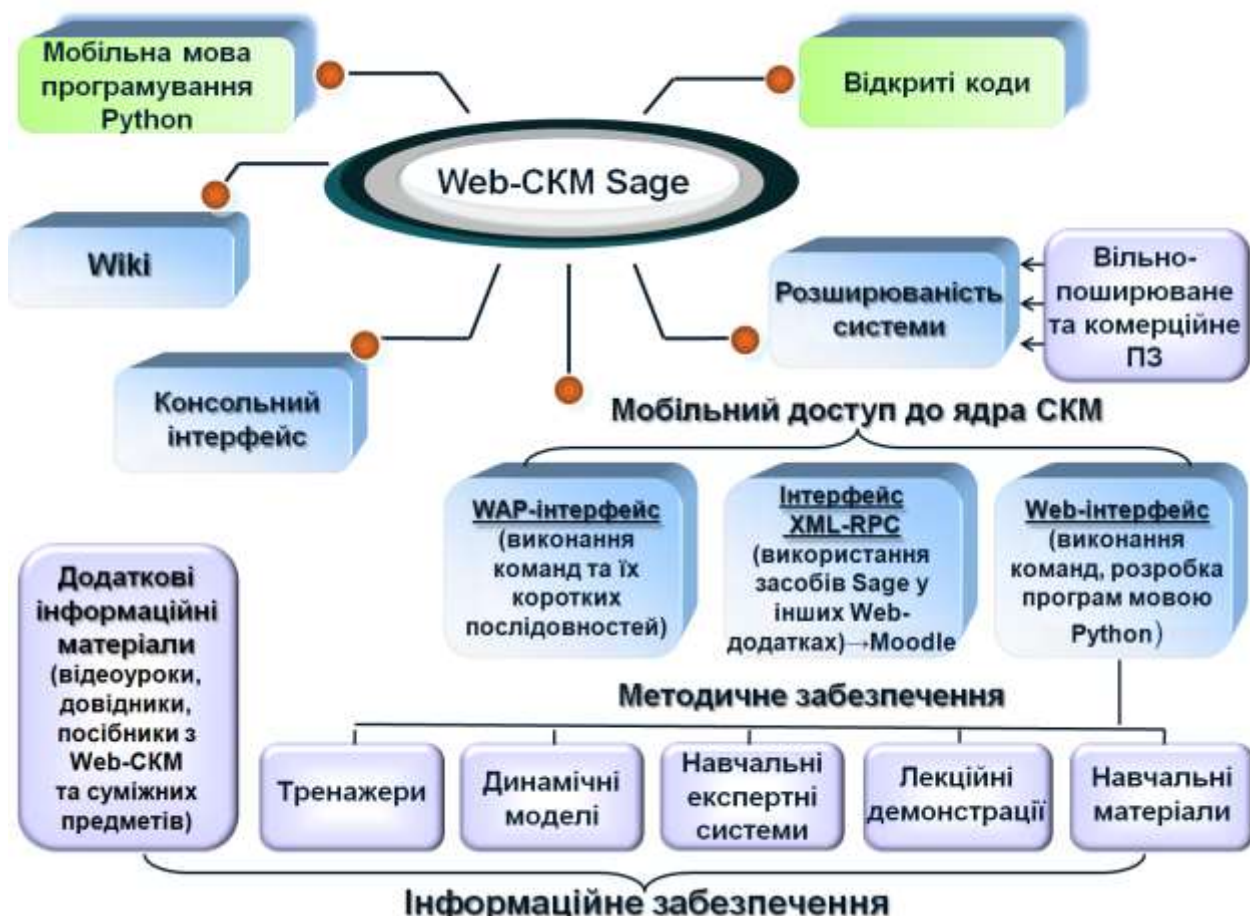 Мобільна мова
програмування
Python
Відкриті коди
Web-СКМ Sage
Wiki
Розширюваність
системи
Вільно-
поширюване
та комерційне
ПЗ
Консольний
інтерфейс
Мобільний доступ до ядра СКМ
WAP-інтерфейс
(виконання
команд та їх
коротких
послідовностей)
Інтерфейс
XML-RPC
(використання
засобів Sage у
інших Web-
додатках)→Moodle
Web-інтерфейс
(виконання
команд, розробка
програм мовою
Python)
Додаткові
інформаційні
матеріали
(відеоуроки,
довідники,
посібники з
Web-СКМ
та суміжних
предметів)
Методичне забезпечення
Тренажери
Динамічні
моделі
Навчальні
експертні
системи
Лекційні
демонстрації
Навчальні
матеріали
Інформаційне забезпечення